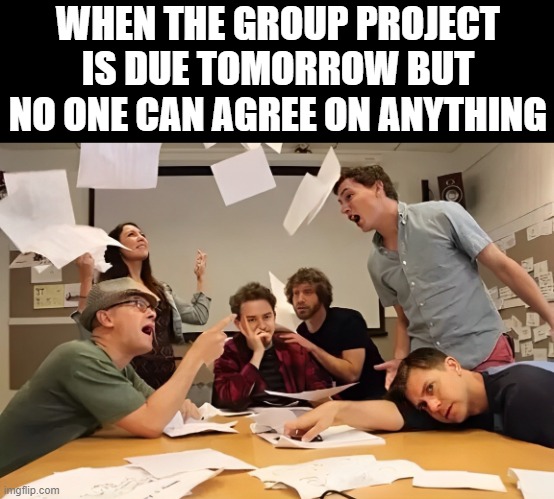 WHEN THE GROUP PROJECT
IS DUE TOMORROW BUT
NO ONE CAN AGREE ON ANYTHING
imgflip.com